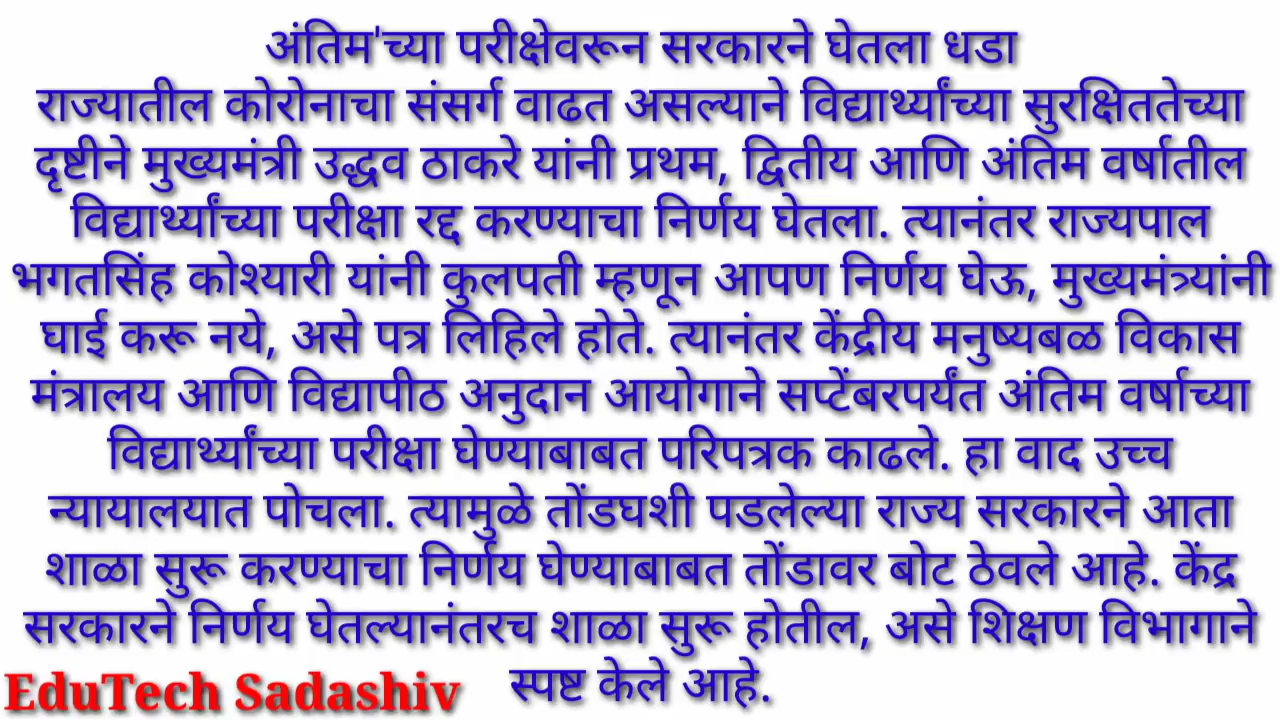 अंतिम'च्या परीक्षेवरून सरकारने घेतला धडा
राज्यातील कोरोनाचा संसर्ग वाढत असल्याने विद्यार्थ्यांच्या सुरक्षिततेच्या
दृष्टीने मुख्यमंत्री उद्धव ठाकरे यांनी प्रथम, द्वितीय आणि अंतिम वर्षातील
विद्यार्थ्यांच्या परीक्षा रद्द करण्याचा निर्णय घेतला. त्यानंतर राज्यपाल
भगतसिंह कोश्यारी यांनी कुलपती म्हणून आपण निर्णय घेऊ, मुख्यमंत्र्यांनी
घाई करू नये, असे पत्र लिहिले होते. त्यानंतर केंद्रीय मनुष्यबळ विकास
मंत्रालय आणि विद्यापीठ अनुदान आयोगाने सप्टेंबरपर्यंत अंतिम वर्षाच्या
विद्यार्थ्यांच्या परीक्षा घेण्याबाबत परिपत्रक काढले. हा वाद उच्च
न्यायालयात पोचला. त्यामुळे तोंडघशी पडलेल्या राज्य सरकारने आता
शाळा सुरू करण्याचा निर्णय घेण्याबाबत तोंडावर बोट ठेवले आहे. केंद्र
सरकारने निर्णय घेतल्यानंतरच शाळा सुरू होतील, असे शिक्षण विभागाने
स्पष्ट केले आहे.
EduTech Sadashiv